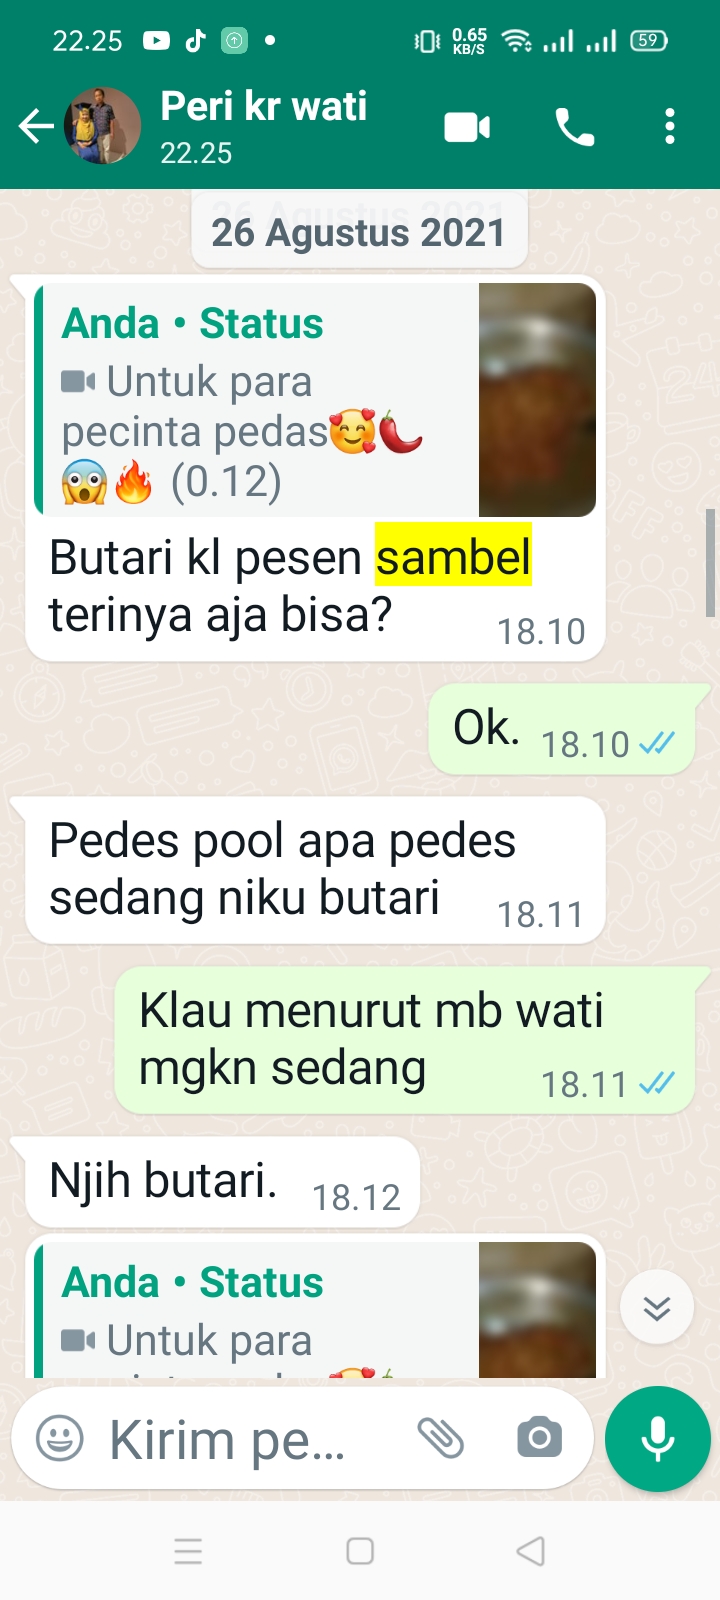 22.25
0.65
KB/S
59
Peri kr wati
22.25
26 Agustus 2021
Anda • Status
Untuk para
pecinta pedas🥰🌶️
😱🔥 (0.12)
Butari kl pesen sambel
terinya aja bisa?
18.10
Ok.
18.10
Pedes pool apa pedes
sedang niku butari
18.11
Klau menurut mb wati
mgkn sedang
18.11
Njih butari.
18.12
Anda • Status
Untuk para
Kirim pe...